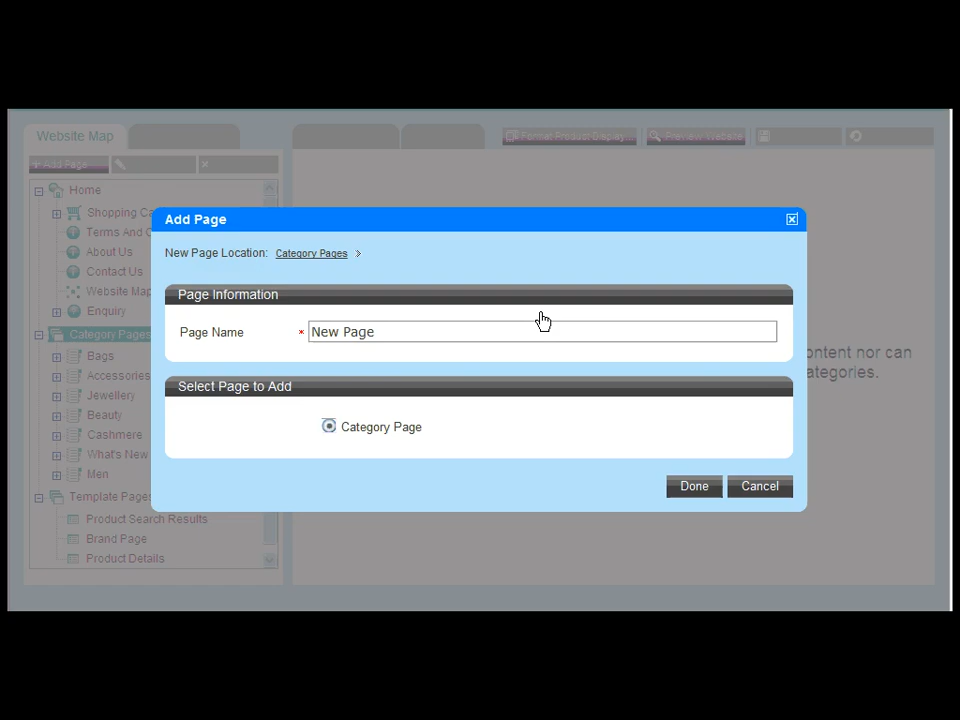 Website Map
Add Page
Format Product Display
Preview Website
Home
Shopping
Terms And
About Us
Contact Us
Website Map
Enquiry
Category Pages
Bags
Accessories
Jewellery
Beauty
Cashmere
What's New
Men
Template Pages
Product Search Results
Brand Page
Product Details
Add Page
New Page Location: Category Pages >
Page Information
Page Name * New Page
Select Page to Add
Category Page
Done Cancel
ontent nor can
ategories.